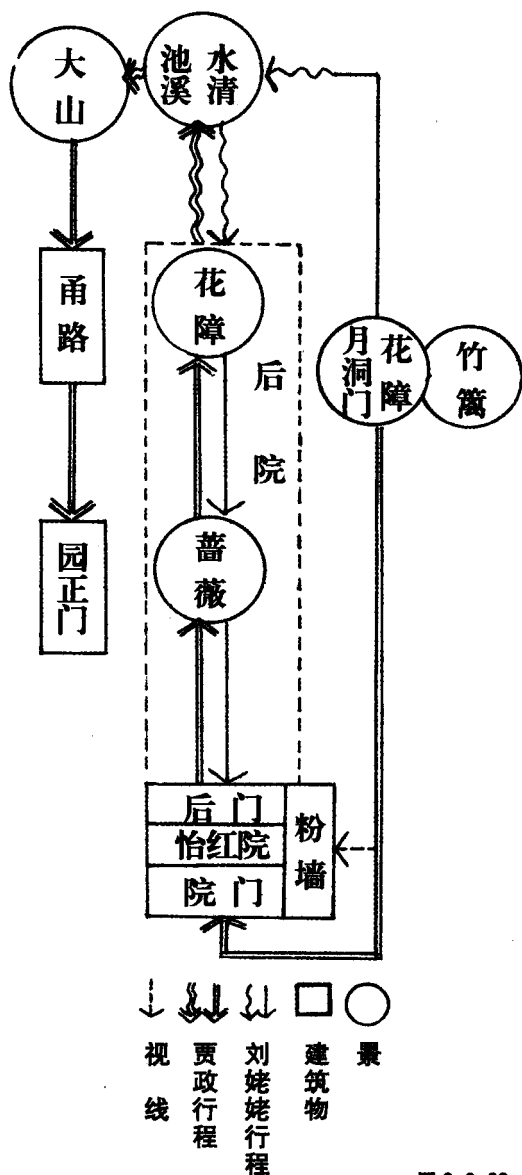 大山
水清
池溪
甬路
园正门
花障
后院
蔷薇
花障
月洞门
竹篱
后门
怡红院
院门
粉墙
视线
贾政行程
刘姥姥行程
建筑物
景